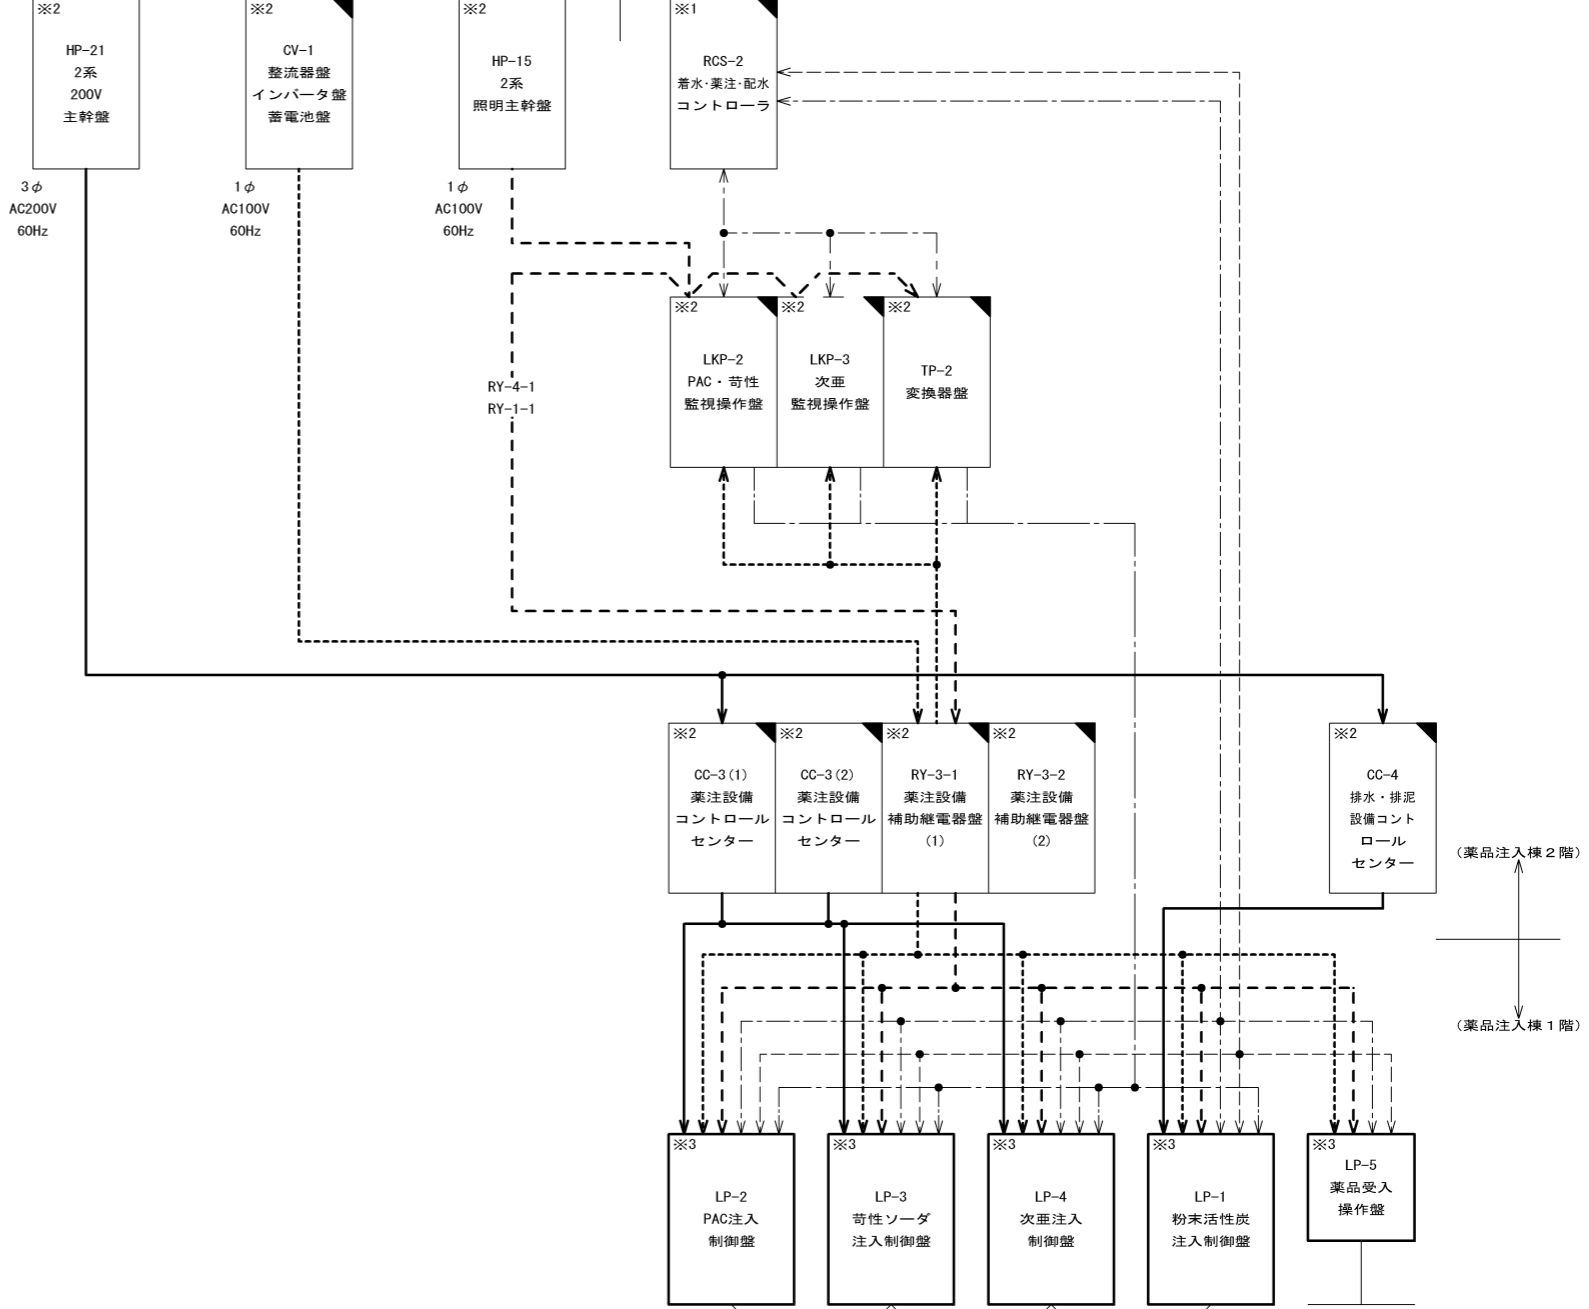 ※2
HP-21
2系
200V
主幹盤
※2
CV-1
整流器盤
インバータ盤
蓄電池盤
※2
HP-15
2系
照明主幹盤
※1
RCS-2
着水・薬注・配水
コントローラ
3φ
AC200V
60Hz
1φ
AC100V
60Hz
1φ
AC100V
60Hz
※2
LKP-2
PAC・苛性
監視操作盤
※2
LKP-3
次亜
監視操作盤
※2
TP-2
変換器盤
RY-4-1
RY-1-1
※2
CC-3(1)
薬注設備
コントロール
センター
※2
CC-3(2)
薬注設備
コントロール
センター
※2
RY-3-1
薬注設備
補助継電器盤
(1)
※2
RY-3-2
薬注設備
補助継電器盤
(2)
※2
CC-4
排水・排泥
設備コント
ロール
センター
(薬品注入棟2階)
(薬品注入棟1階)
※3
LP-2
PAC注入
制御盤
※3
LP-3
苛性ソーダ
注入制御盤
※3
LP-4
次亜注入
制御盤
※3
LP-1
粉末活性炭
注入制御盤
※3
LP-5
薬品受入
操作盤